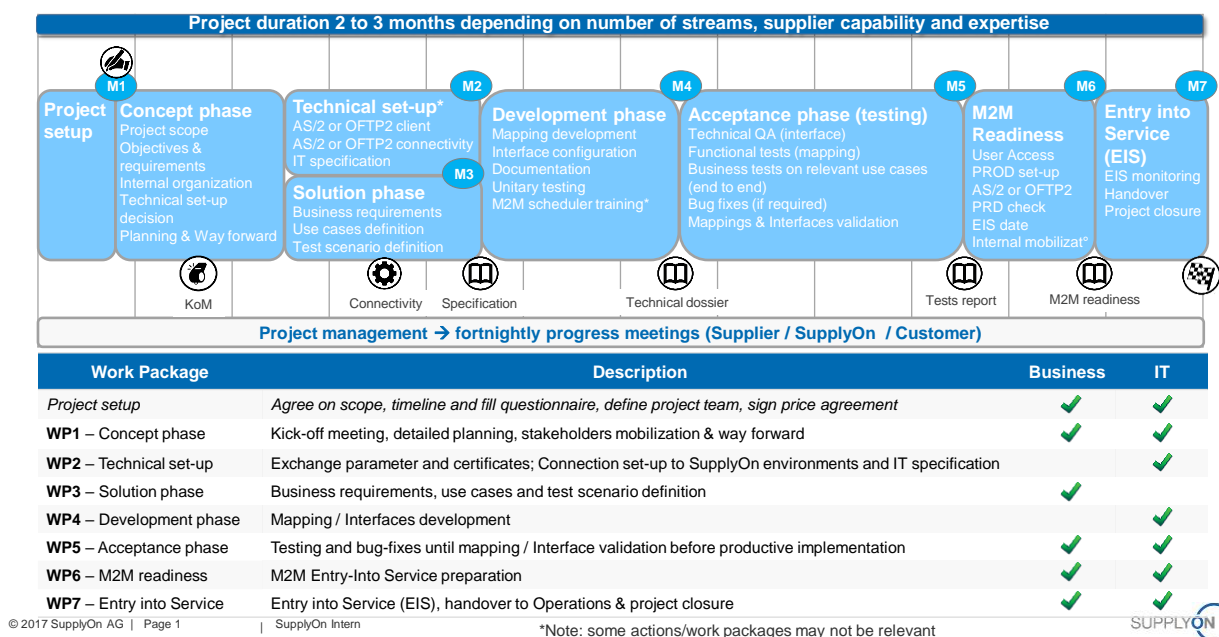 Project duration 2 to 3 months depending on number of streams, supplier capability and expertise
M1
M2
M4
M5
M6
M7
Project
setup
Concept phase
Project scope
Objectives &
requirements
Internal organization
Technical set-up
decision
Planning & Way forward
Technical set-up*
AS/2 or OFTP2 client
AS/2 or OFTP2 connectivity
IT specification
M3
Solution phase
Business requirements
Use cases definition
Test scenario definition
Development phase
Mapping development
Interface configuration
Documentation
Unitary testing
M2M scheduler training*
Acceptance phase (testing)
Technical QA (interface)
Functional tests (mapping)
Business tests on relevant use cases
(end to end)
Bug fixes (if required)
Mappings & Interfaces validation
M2M
Readiness
User Access
PROD set-up
AS/2 or OFTP2
PRD check
EIS date
Internal mobilizat°
Entry into
Service
(EIS)
EIS monitoring
Handover
Project closure
KoM
Connectivity
Specification
Technical dossier
Tests report
M2M readiness
Project management → fortnightly progress meetings (Supplier / SupplyOn / Customer)
Work Package Description Business IT
Project setup Agree on scope, timeline and fill questionnaire, define project team, sign price agreement
WP1 – Concept phase Kick-off meeting, detailed planning, stakeholders mobilization & way forward
WP2 – Technical set-up Exchange parameter and certificates; Connection set-up to SupplyOn environments and IT specification
WP3 – Solution phase Business requirements, use cases and test scenario definition
WP4 – Development phase Mapping / Interfaces development
WP5 – Acceptance phase Testing and bug-fixes until mapping / Interface validation before productive implementation
WP6 – M2M readiness M2M Entry-Into Service preparation
WP7 – Entry into Service Entry into Service (EIS), handover to Operations & project closure
© 2017 SupplyOn AG | Page 1 | SupplyOn Intern
*Note: some actions/work packages may not be relevant
SUPPLYON